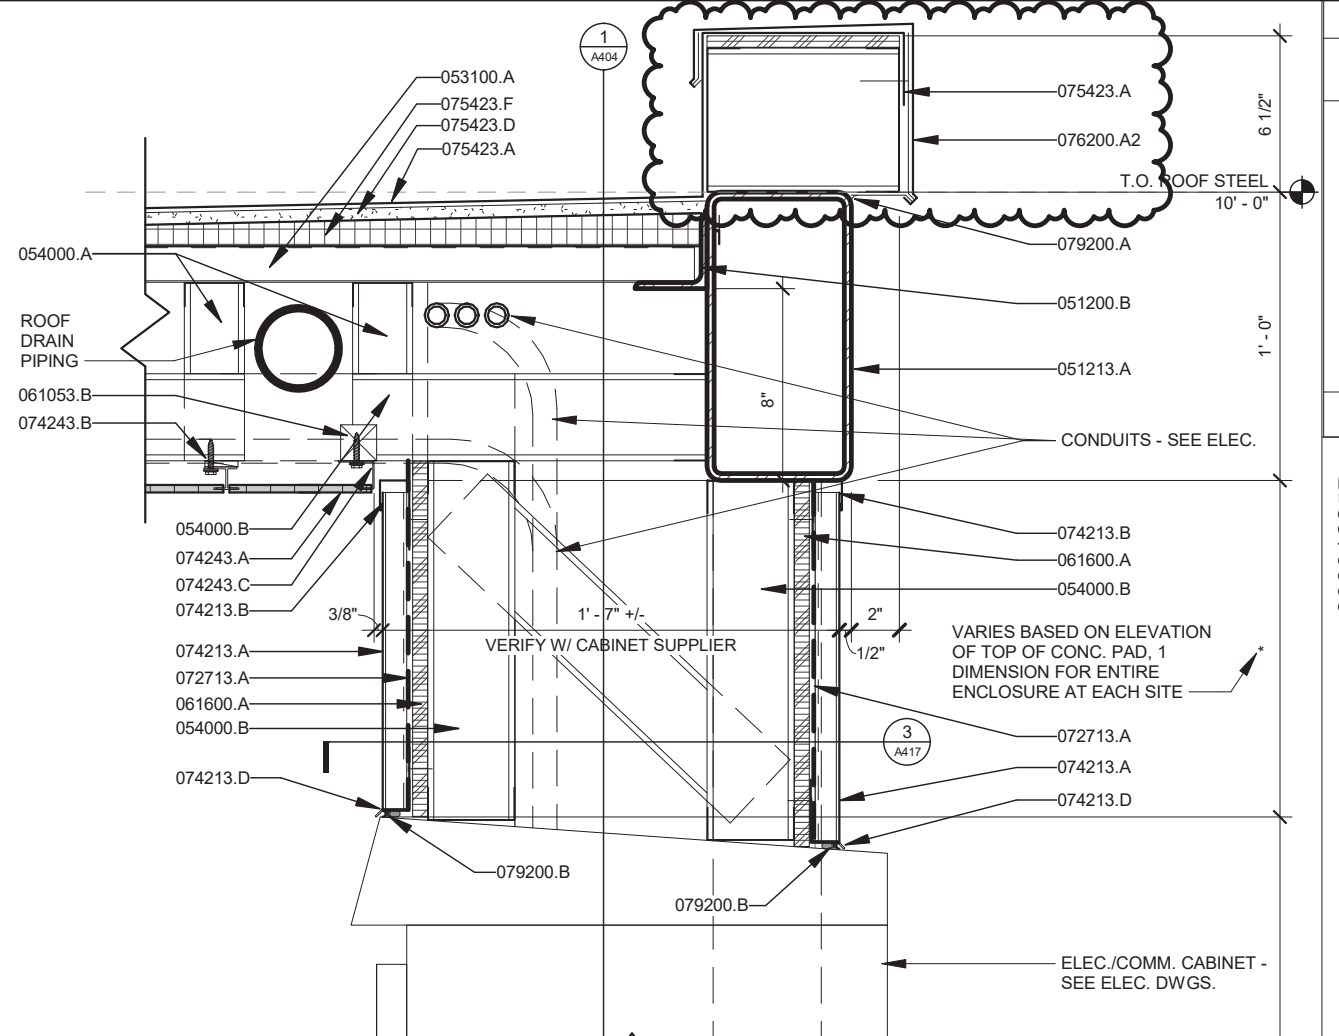 1
A404
053100.A
075423.F
075423.D
075423.A
075423.A
076200.A2
6 1/2"
T.O. ROOF STEEL
10' - 0"
079200.A
054000.A
051200.B
ROOF
DRAIN
PIPING
1' - 0"
051213.A
8"
061053.B
074243.B
CONDUITS - SEE ELEC.
054000.B
074243.A
074243.C
074213.B
074213.B
061600.A
054000.B
3/8"
1' - 7" +/-
2"
VERIFY W/ CABINET SUPPLIER
1/2"
VARIES BASED ON ELEVATION
OF TOP OF CONC. PAD, 1
DIMENSION FOR ENTIRE
ENCLOSURE AT EACH SITE
*
074213.A
072713.A
061600.A
054000.B
3
A417
072713.A
074213.A
074213.D
074213.D
079200.B
079200.B
ELEC./COMM. CABINET -
SEE ELEC. DWGS.